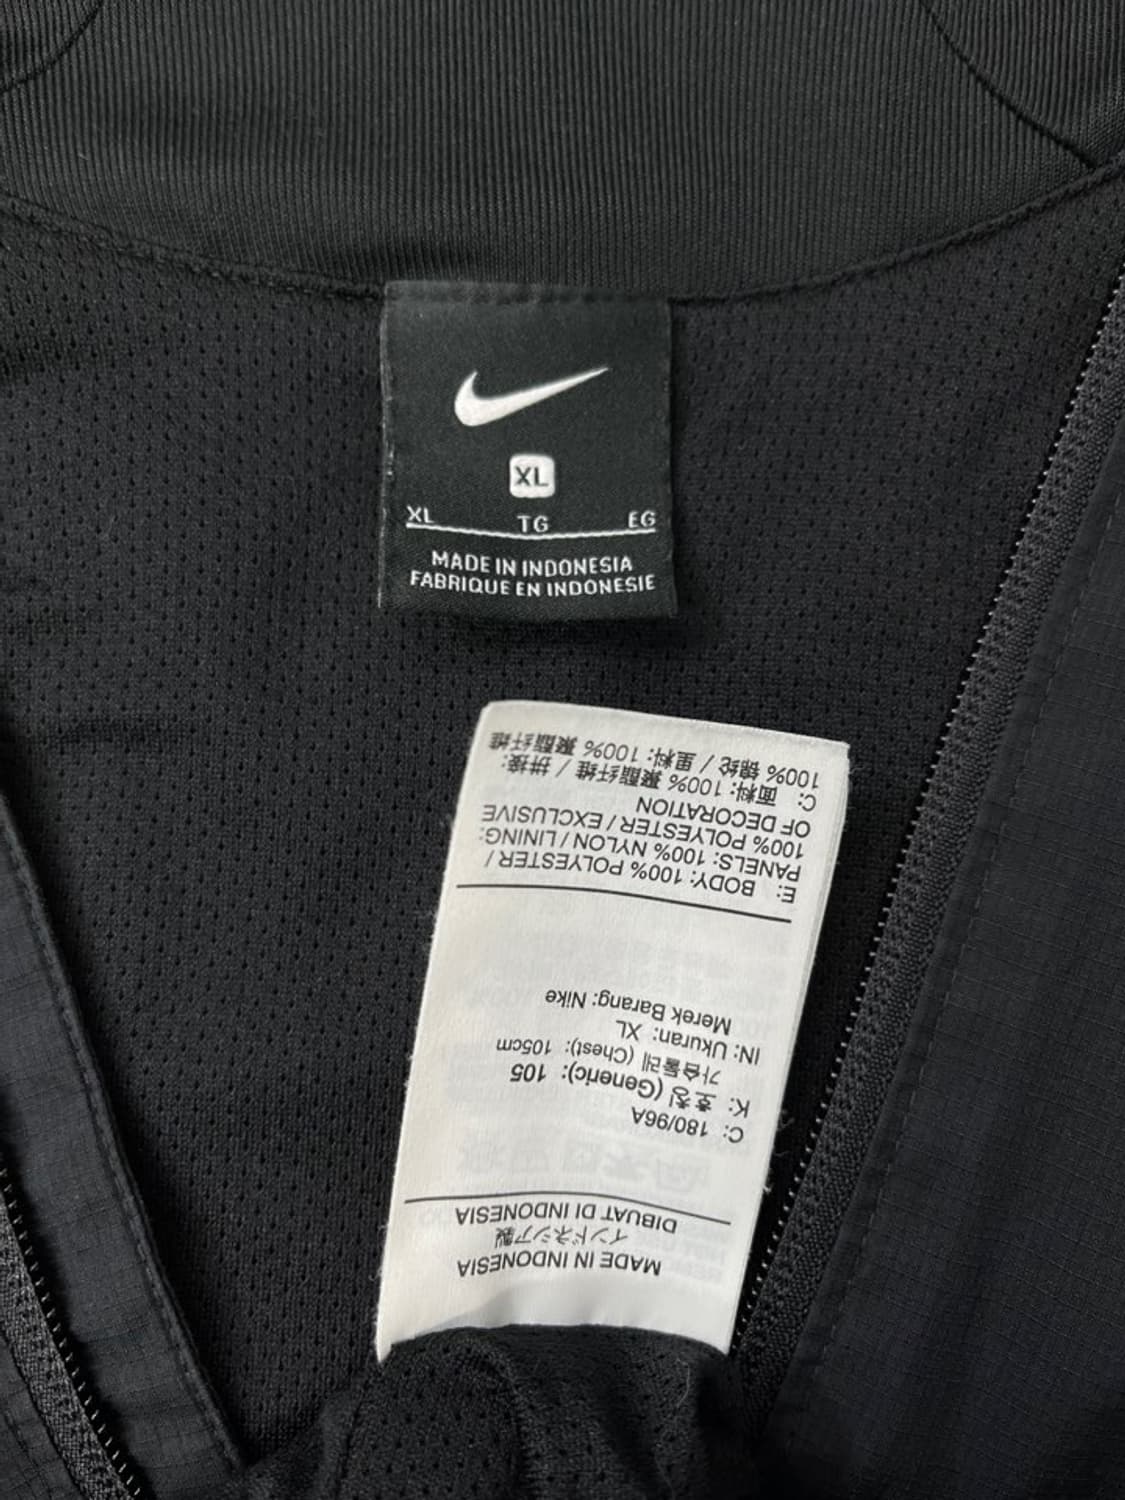 XL
XL TG EG
MADE IN INDONESIA
FABRIQUE EN INDONESIE
MADE IN INDONESIA
インドネシア製
DIBUAT DI INDONESIA
C: 180/96A
K: 호칭 (Generic): 105
가슴둘레 (Chest): 105cm
IN: Ukuran: XL
Merek Barang: Nike
E: BODY: 100% POLYESTER /
PANELS: 100% NYLON / LINING:
100% POLYESTER / EXCLUSIVE
OF DECORATION
C: 面料: 100% 聚酯纤维 / 拼接:
100% 锦纶 / 里料: 100% 聚酯纤维